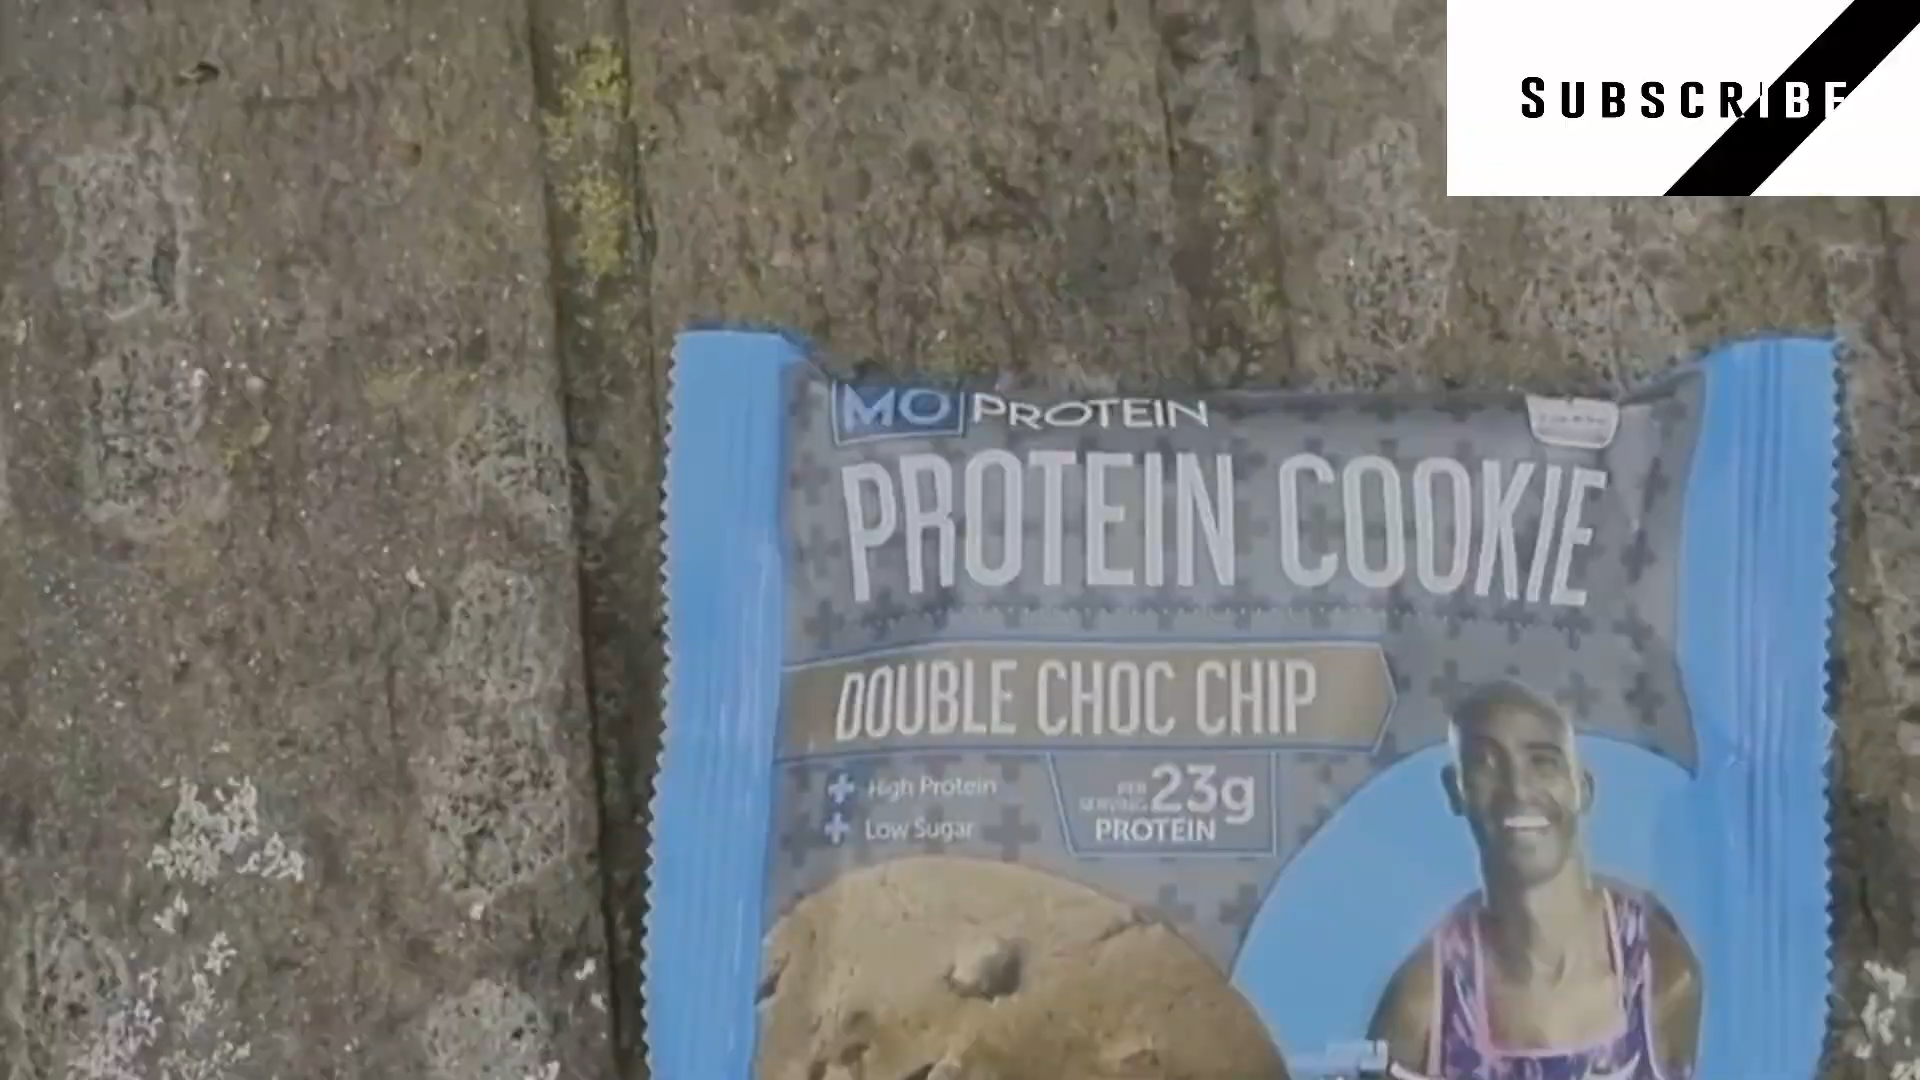 SUBSCRIBE
MO PROTEIN
PROTEIN COOKIE
DOUBLE CHOC CHIP
High Protein
Low Sugar
PER SERVING 23g
PROTEIN